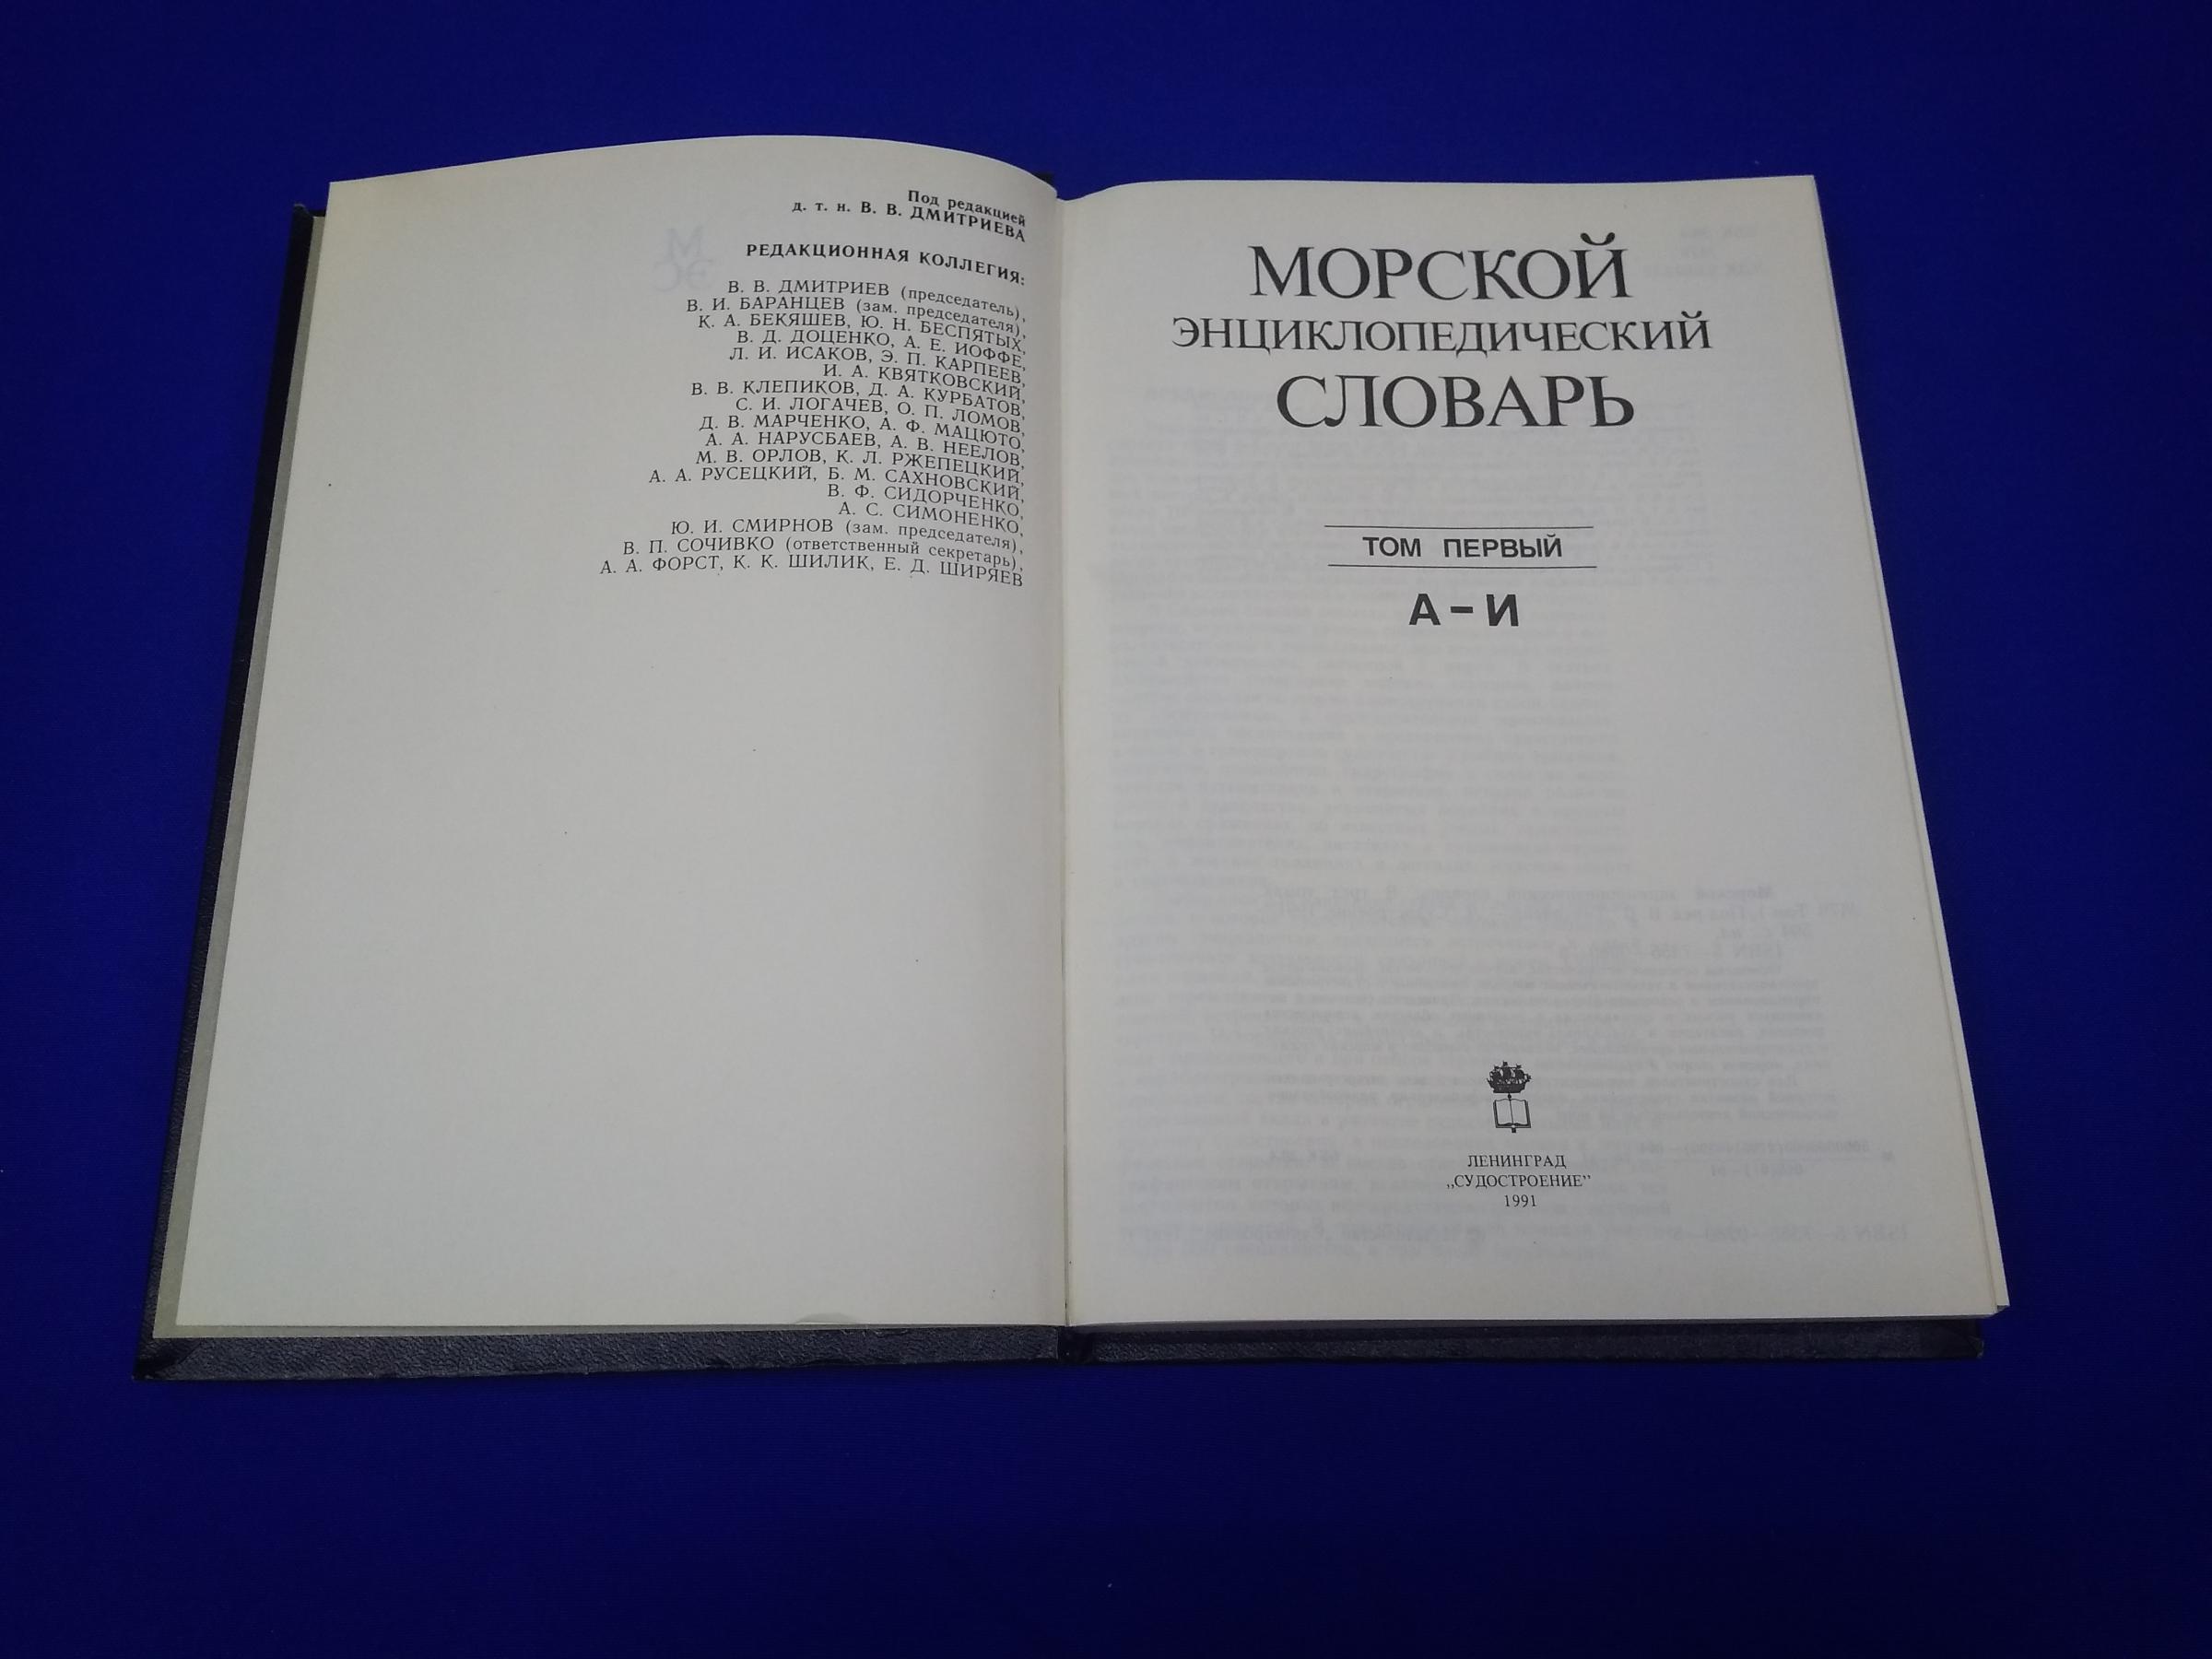 Под редакцией
д. т. н. В. В. ДМИТРИЕВА
РЕДАКЦИОННАЯ КОЛЛЕГИЯ:
В. В. ДМИТРИЕВ (председатель),
В. И. БАРАНЦЕВ (зам. председателя),
К. А. БЕКЯШЕВ, Ю. Н. БЕСПЯТЫХ,
В. Д. ДОЦЕНКО, А. Е. ИОФФЕ,
Л. И. ИСАКОВ, Э. П. КАРПЕЕВ,
И. А. КВЯТКОВСКИЙ,
В. В. КЛЕПИКОВ, Д. А. КУРБАТОВ,
С. И. ЛОГАЧЕВ, О. П. ЛОМОВ,
Д. В. МАРЧЕНКО, А. Ф. МАЦЮТО,
А. А. НАРУСБАЕВ, А. В. НЕЕЛОВ,
М. В. ОРЛОВ, К. Л. РЖЕПЕЦКИЙ,
А. А. РУСЕЦКИЙ, Б. М. САХНОВСКИЙ,
В. Ф. СИДОРЧЕНКО,
А. С. СИМОНЕНКО,
Ю. И. СМИРНОВ (зам. председателя),
В. П. СОЧИВКО (ответственный секретарь),
А. А. ФОРСТ, К. К. ШИЛИК, Е. Д. ШИРЯЕВ
МОРСКОЙ
ЭНЦИКЛОПЕДИЧЕСКИЙ
СЛОВАРЬ
ТОМ ПЕРВЫЙ
А–И
ЛЕНИНГРАД
„СУДОСТРОЕНИЕ”
1991